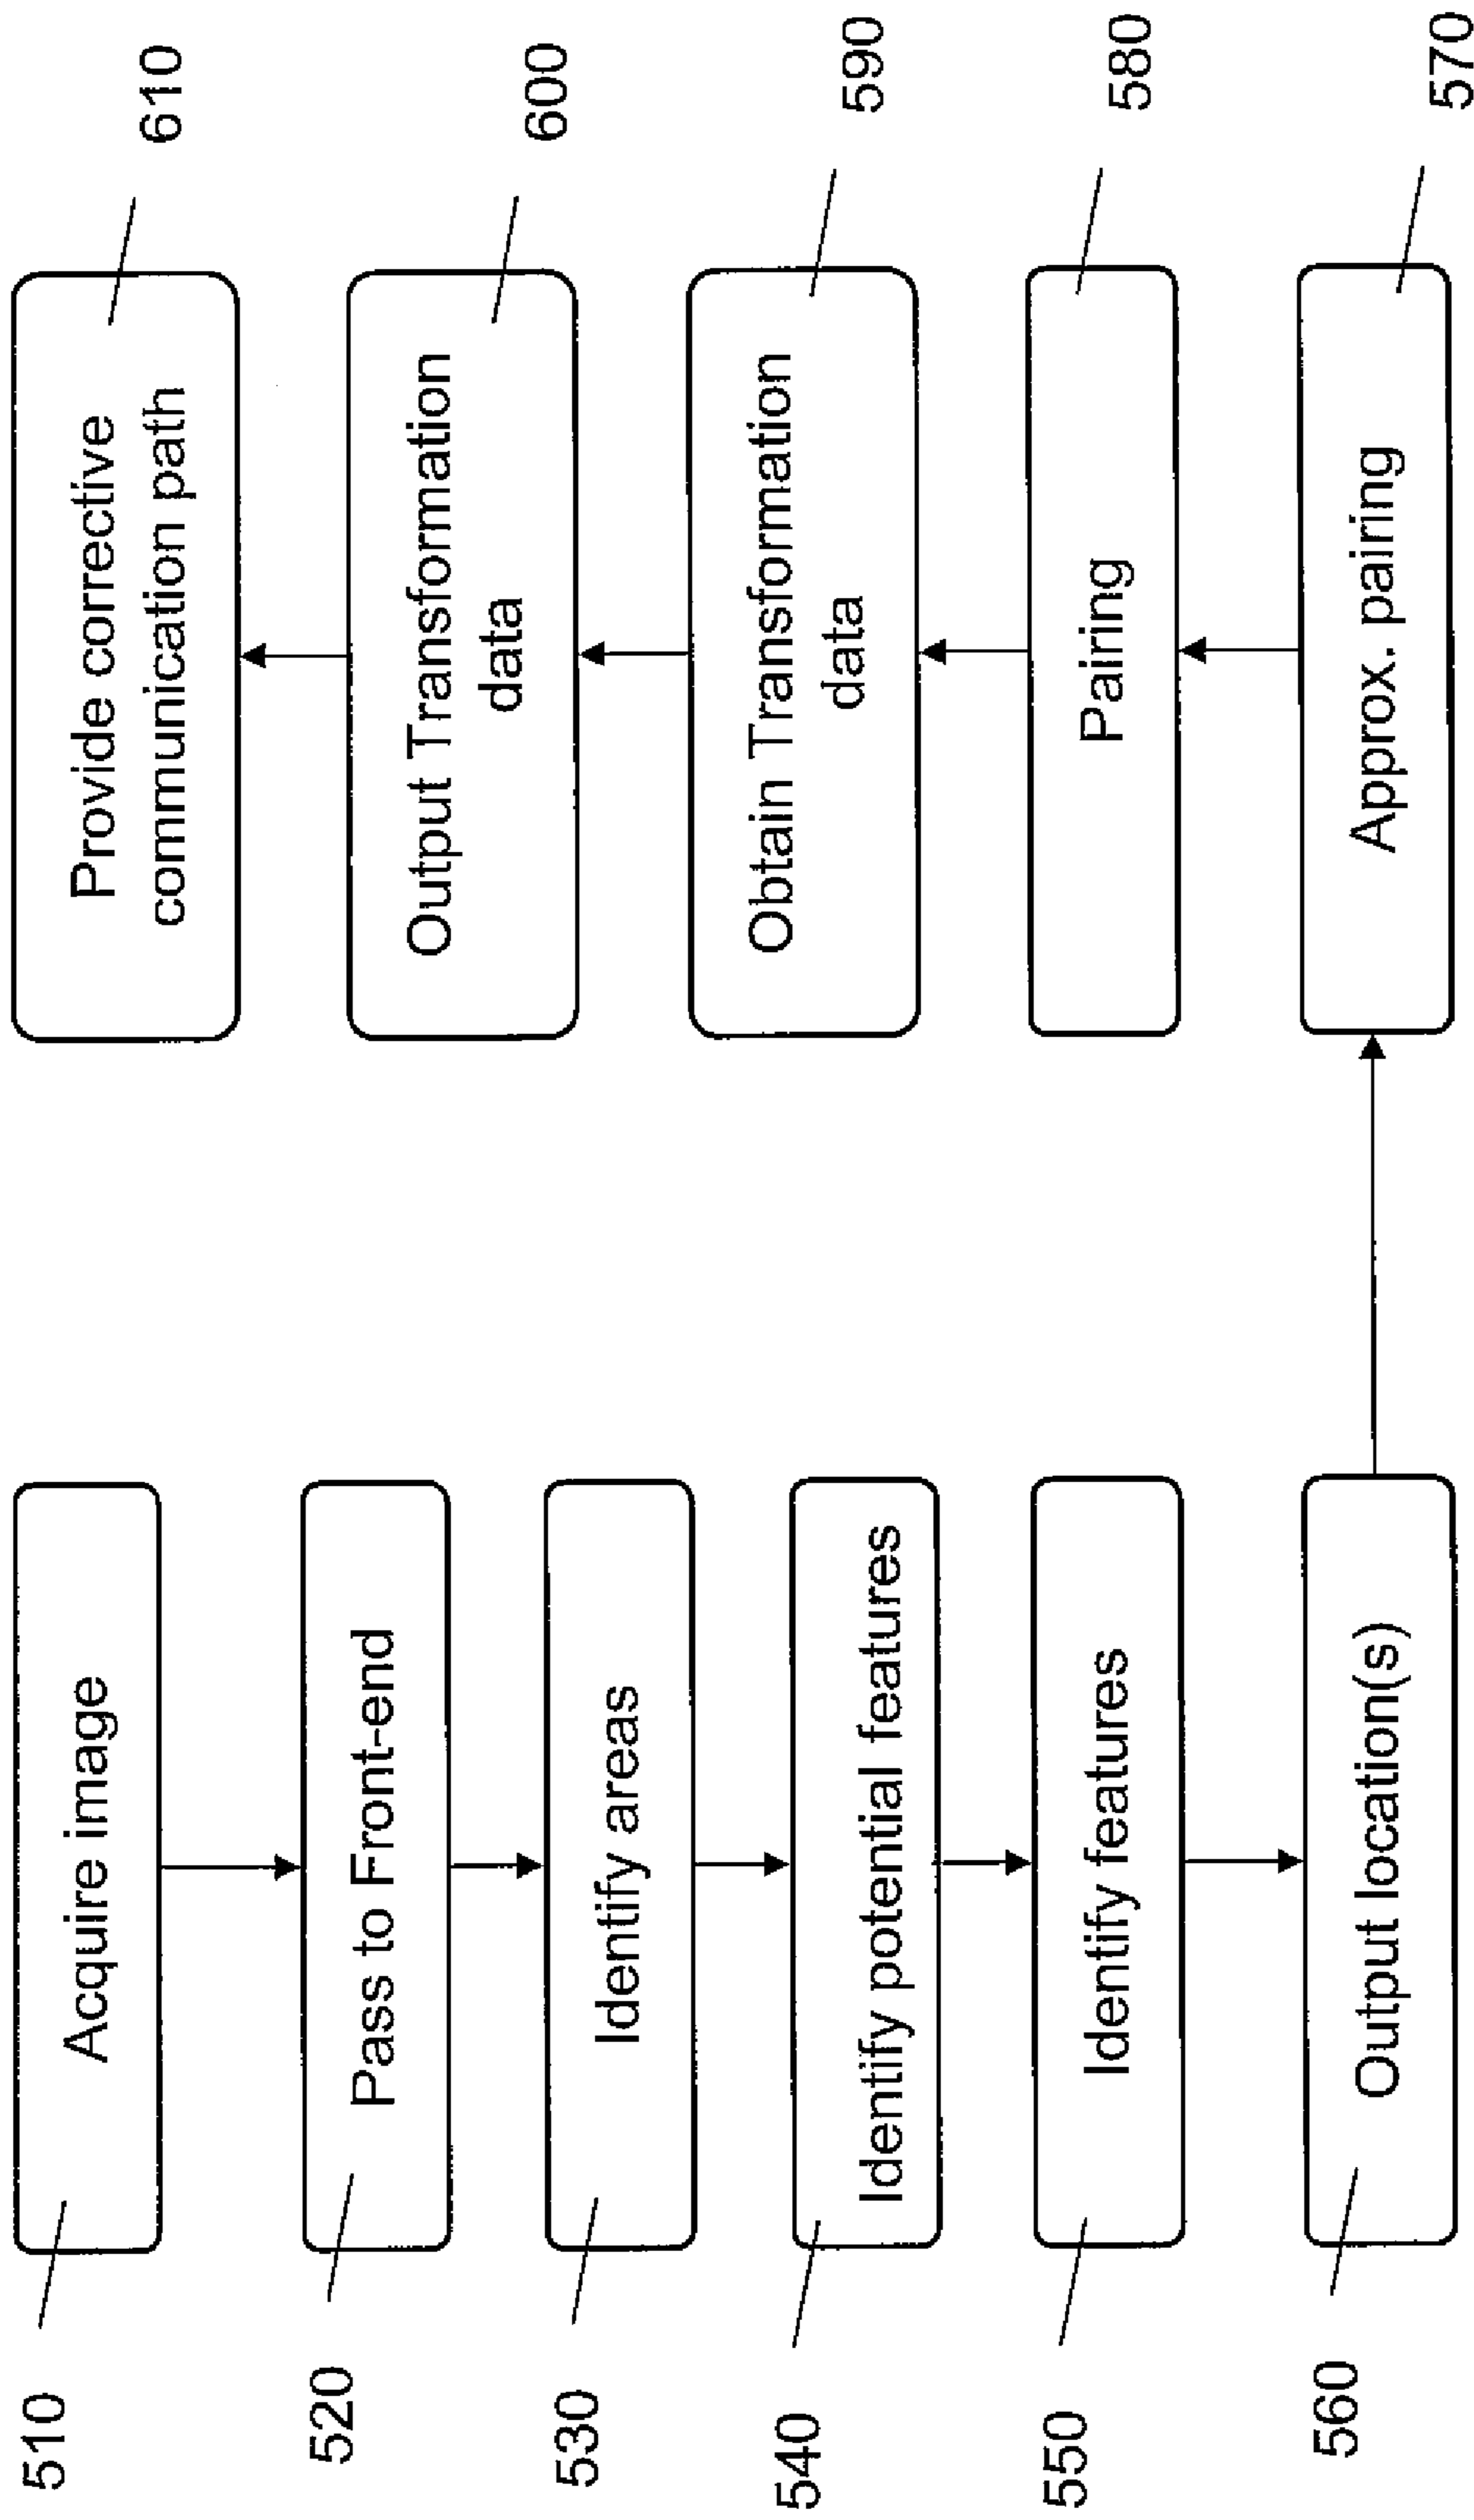 510
Acquire image
520
Pass to Front-end
530
Identify areas
540
Identify potential features
550
Identify features
560
Output location(s)
570
Approx. pairing
580
Pairing
590
Obtain Transformation
data
600
Output Transformation
data
610
Provide corrective
communication path